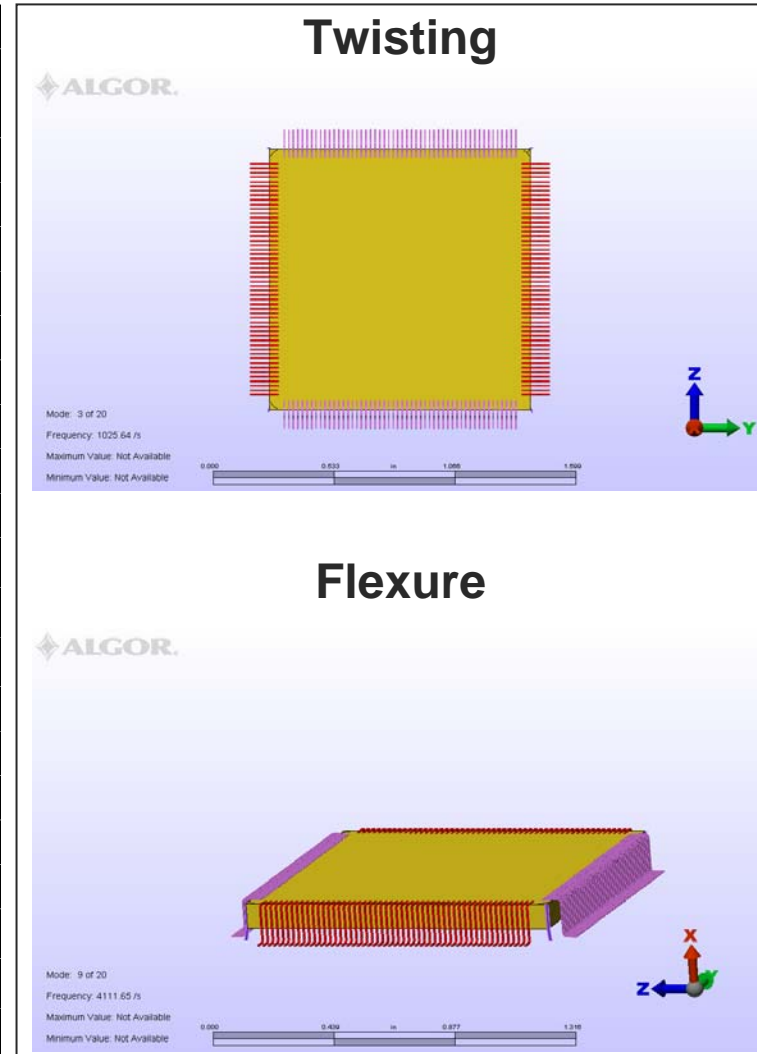 Twisting
ALGOR.
Z
Y
Mode: 3 of 20
Frequency: 1025.64 /s
Maximum Value: Not Available
Minimum Value: Not Available
0.000 0.533 in 1.066 1.599
Flexure
ALGOR.
X
Z Y
Mode: 9 of 20
Frequency: 4111.65 /s
Maximum Value: Not Available
Minimum Value: Not Available
0.000 0.439 in 0.877 1.316